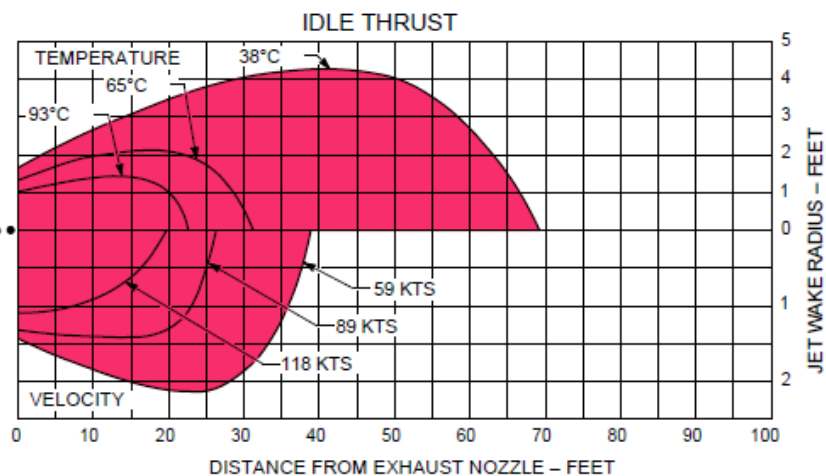 IDLE THRUST
TEMPERATURE
38°C
65°C
93°C
5
4
3
2
1
0
1
2
JET WAKE RADIUS – FEET
59 KTS
89 KTS
118 KTS
VELOCITY
0 10 20 30 40 50 60 70 80 90 100
DISTANCE FROM EXHAUST NOZZLE – FEET